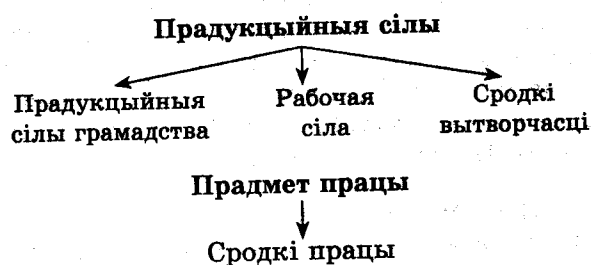 Прадукцыйныя сілы
Прадукцыйныя
сілы грамадства
Рабочая
сіла
Сродкі
вытворчасці
Прадмет працы
Сродкі працы